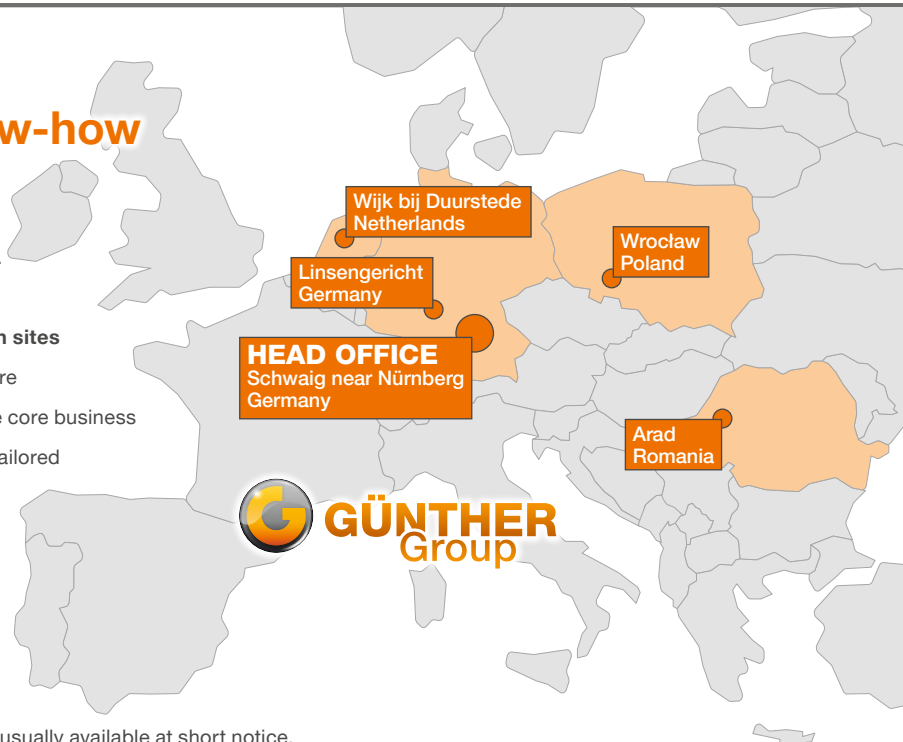 w-how
Wijk bij Duurstede
Netherlands
Wrocław
Poland
Linsengericht
Germany
n sites
HEAD OFFICE
Schwaig near Nürnberg
Germany
re
e core business
ailored
Arad
Romania
G
GÜNTHER
Group
usually available at short notice.